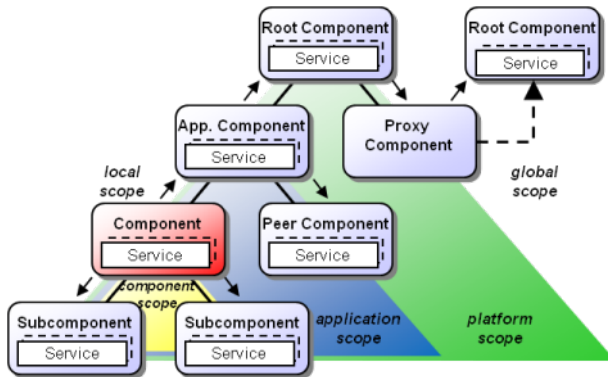 Root Component
Service
Root Component
Service
App. Component
Service
Proxy
Component
local
scope
global
scope
Component
Service
Peer Component
Service
component
scope
Subcomponent
Service
Subcomponent
Service
application
scope
platform
scope